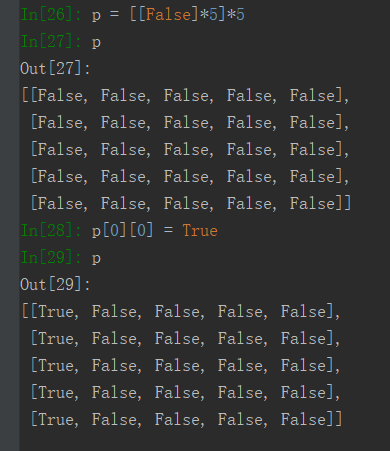 In[26]: p = [[False]*5]*5
In[27]: p
Out[27]:
[[False, False, False, False, False],
 [False, False, False, False, False],
 [False, False, False, False, False],
 [False, False, False, False, False],
 [False, False, False, False, False]]
In[28]: p[0][0] = True
In[29]: p
Out[29]:
[[True, False, False, False, False],
 [True, False, False, False, False],
 [True, False, False, False, False],
 [True, False, False, False, False],
 [True, False, False, False, False]]